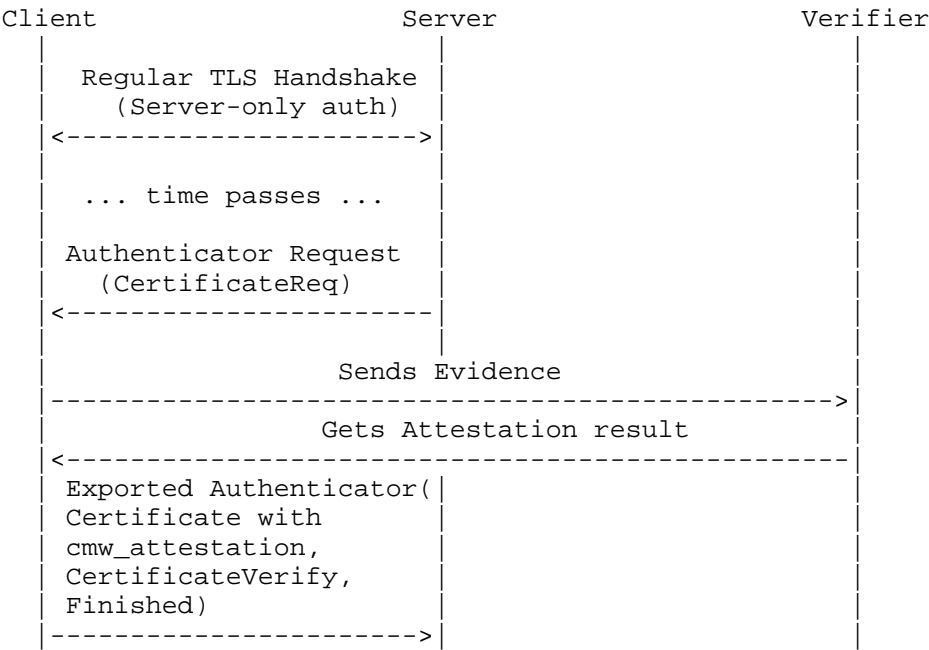 Client Server Verifier
Regular TLS Handshake
(Server-only auth)
... time passes ...
Authenticator Request
(CertificateReq)
Sends Evidence
Gets Attestation result
Exported Authenticator(
Certificate with
cmw_attestation,
CertificateVerify,
Finished)